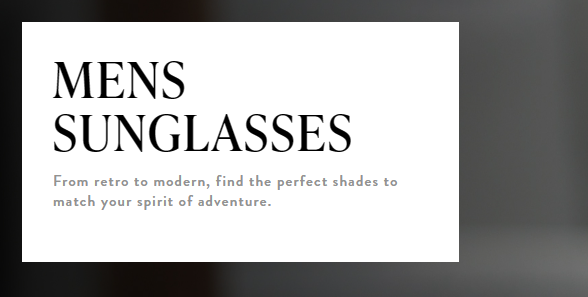 MENS
SUNGLASSES
From retro to modern, find the perfect shades to
match your spirit of adventure.